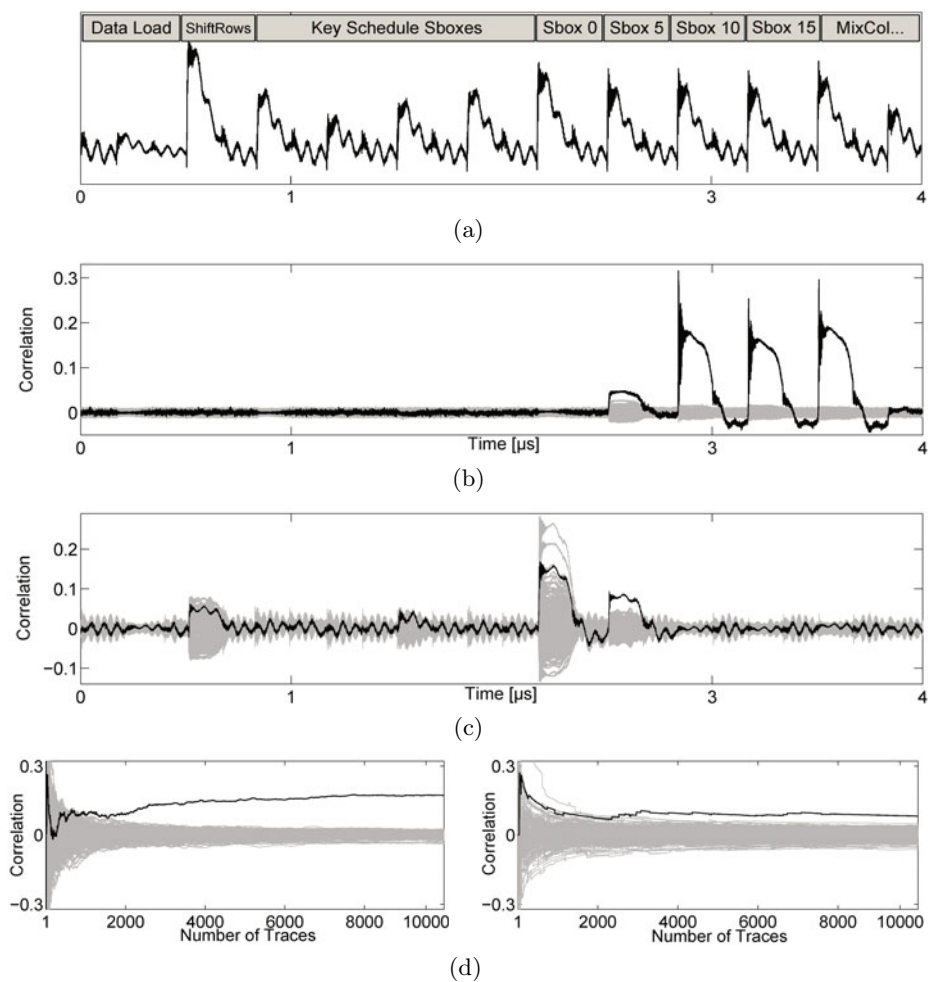 Data Load ShiftRows Key Schedule Sboxes Sbox 0 Sbox 5 Sbox 10 Sbox 15 MixCol...
0 1 3 4
(a)
0.3
0.2
0.1
0
Correlation
0 1 3 4
Time [µs]
(b)
0.2
0.1
0
−0.1
Correlation
0 1 3 4
Time [µs]
(c)
0.3
0
−0.3
Correlation
1 2000 4000 6000 8000 10000
Number of Traces
0.3
0
−0.3
Correlation
1 2000 4000 6000 8000 10000
Number of Traces
(d)